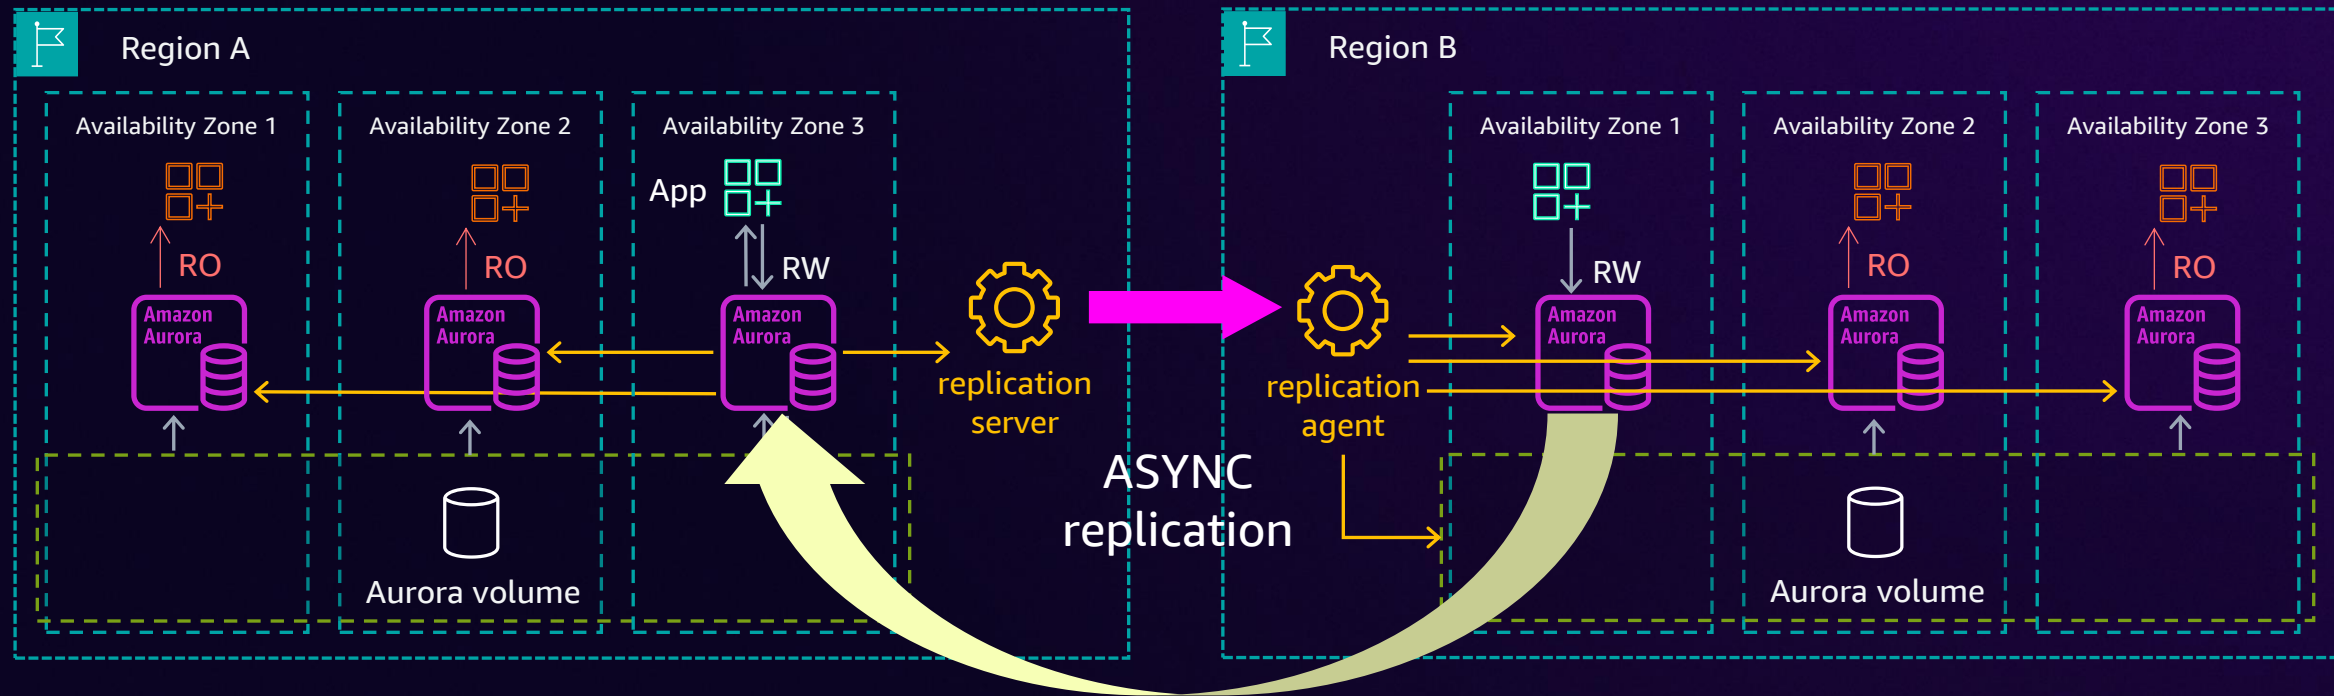 Region A
Availability Zone 1
Availability Zone 2
Availability Zone 3
App
RO
RO
RW
Amazon
Aurora
Amazon
Aurora
Amazon
Aurora
replication
server
Aurora volume
ASYNC
replication
Region B
Availability Zone 1
Availability Zone 2
Availability Zone 3
RW
RO
RO
replication
agent
Amazon
Aurora
Amazon
Aurora
Amazon
Aurora
Aurora volume